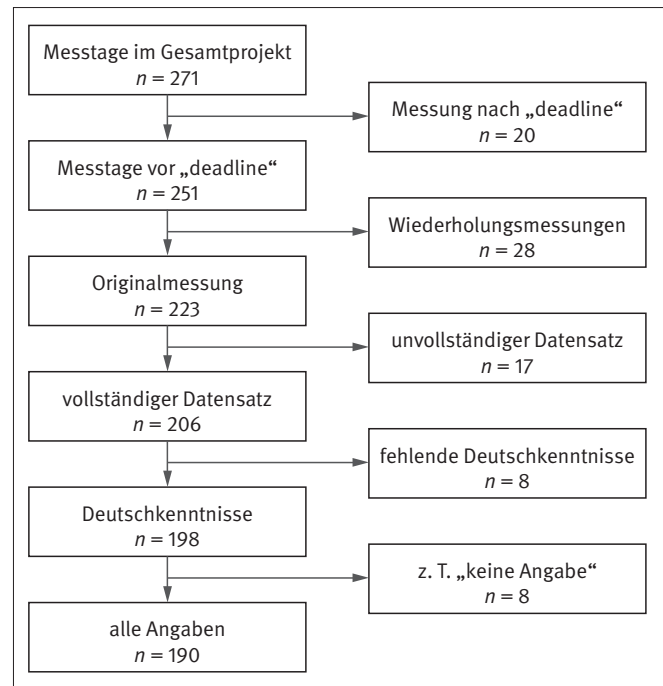 Messtage im Gesamtprojekt
n = 271
Messung nach „deadline“
n = 20
Messtage vor „deadline“
n = 251
Wiederholungsmessungen
n = 28
Originalmessung
n = 223
unvollständiger Datensatz
n = 17
vollständiger Datensatz
n = 206
fehlende Deutschkenntnisse
n = 8
Deutschkenntnisse
n = 198
z. T. „keine Angabe“
n = 8
alle Angaben
n = 190